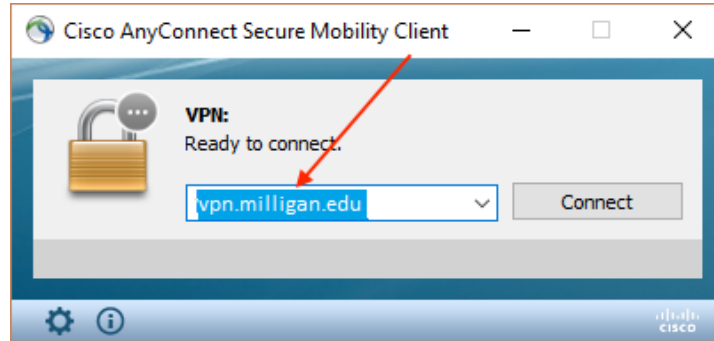 Cisco AnyConnect Secure Mobility Client
VPN:
Ready to connect.
vpn.milligan.edu
Connect
cisco